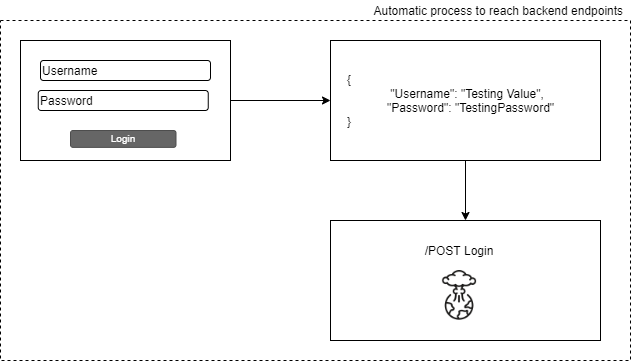 Automatic process to reach backend endpoints
Username
Password
Login
{
"Username": "Testing Value",
"Password": "TestingPassword"
}
/POST Login